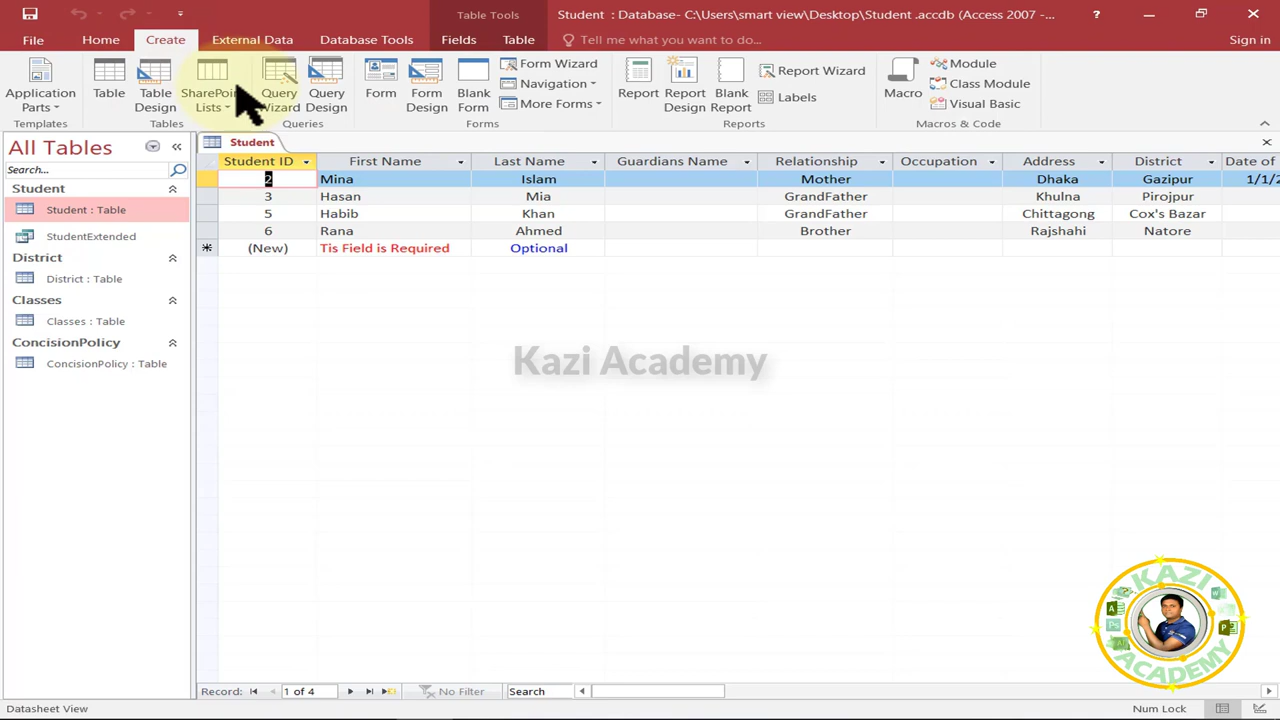 Table Tools
Student : Database- C:\Users\smart view\Desktop\Student .accdb (Access 2007 - ...
?
File
Home
Create
External Data
Database Tools
Fields
Table
Tell me what you want to do...
Sign in
Application
Parts
Table
Table
Design
Lists
Query
Query
Design
Form
Form
Design
Blank
Form
Form Wizard
Navigation
More Forms
Report
Report
Design
Blank
Report
Report Wizard
Labels
Macro
Module
Class Module
Visual Basic
Templates
Tables
Queries
Forms
Reports
Macros & Code
All Tables
Search...
Student
Student : Table
StudentExtended
District
District : Table
Classes
Classes : Table
ConcisionPolicy
ConcisionPolicy : Table
Student
Student ID First Name Last Name Guardians Name Relationship Occupation Address District Date of
2 Mina Islam Mother Dhaka Gazipur 1/1/2
3 Hasan Mia GrandFather Khulna Pirojpur
5 Habib Khan GrandFather Chittagong Cox's Bazar
6 Rana Ahmed Brother Rajshahi Natore
(New) Tis Field is Required Optional
Kazi Academy
KAZI
ACADEMY
Record: 1 of 4 No Filter Search
Datasheet View
Num Lock